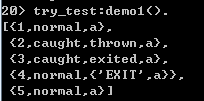 20> try_test:demo1().
[{1,normal,a},
{2,caught,thrown,a},
{3,caught,exited,a},
{4,normal,{'EXIT',a}},
{5,normal,a}]